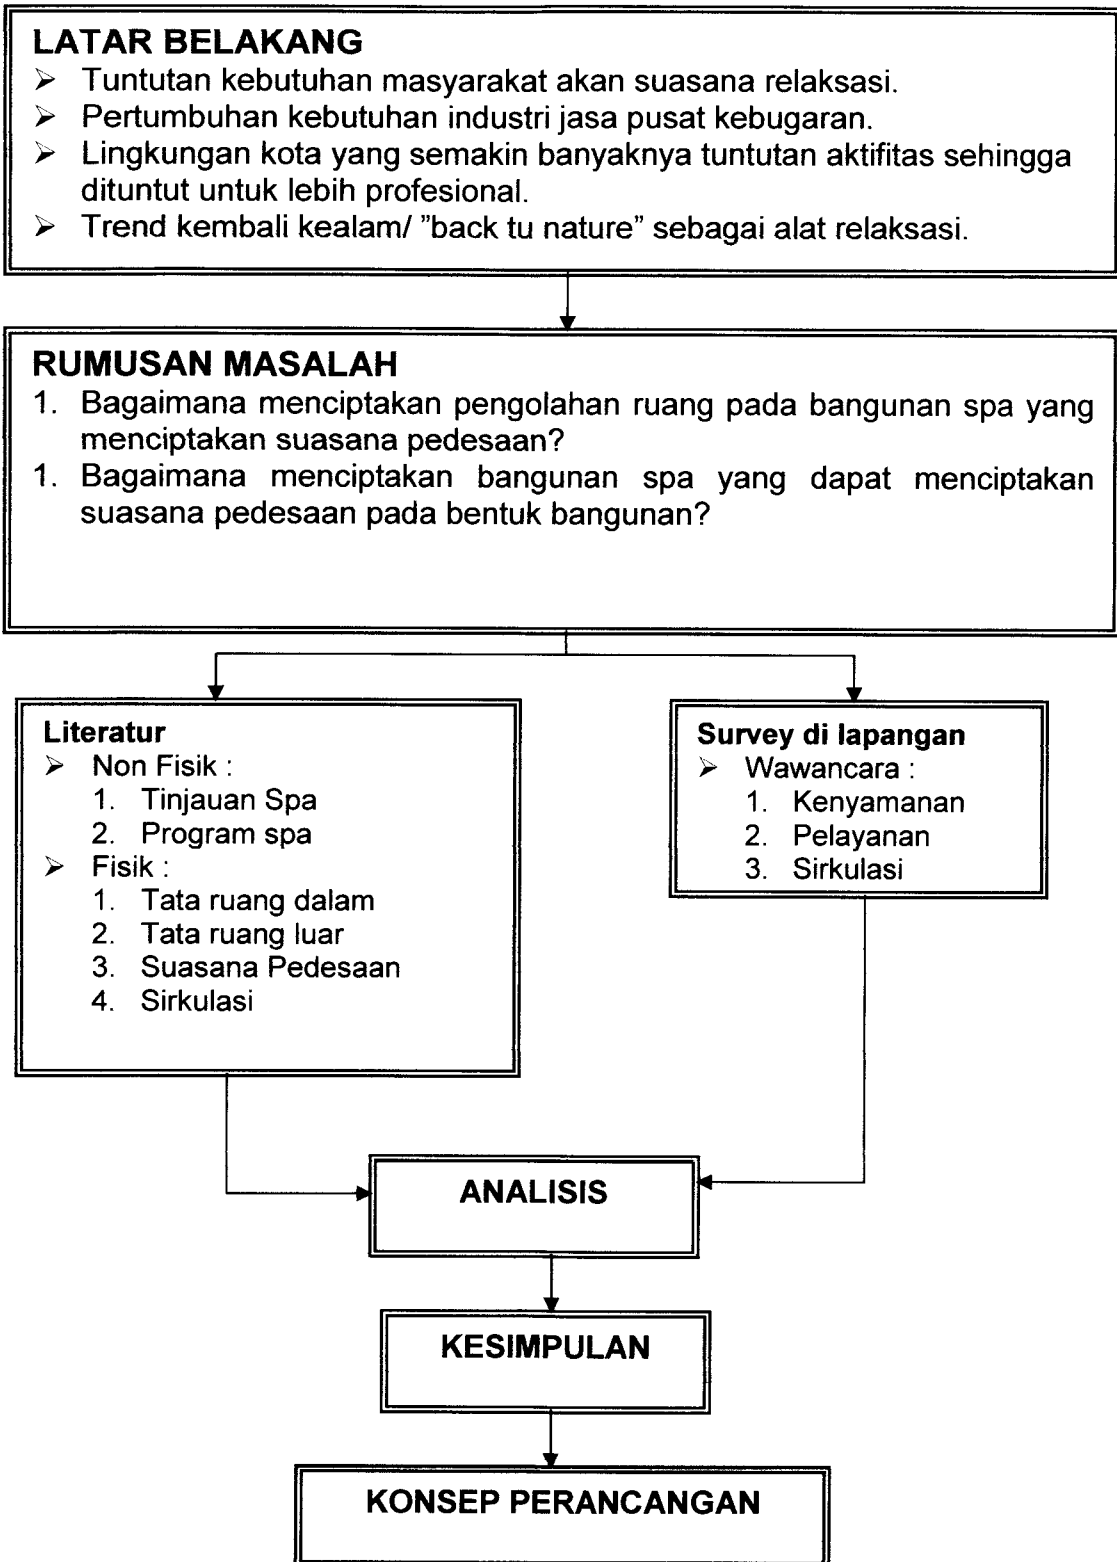 LATAR BELAKANG
➢ Tuntutan kebutuhan masyarakat akan suasana relaksasi.
➢ Pertumbuhan kebutuhan industri jasa pusat kebugaran.
➢ Lingkungan kota yang semakin banyaknya tuntutan aktifitas sehingga
dituntut untuk lebih profesional.
➢ Trend kembali kealam/ ”back tu nature” sebagai alat relaksasi.
RUMUSAN MASALAH
1. Bagaimana menciptakan pengolahan ruang pada bangunan spa yang
menciptakan suasana pedesaan?
1. Bagaimana menciptakan bangunan spa yang dapat menciptakan
suasana pedesaan pada bentuk bangunan?
Literatur
➢ Non Fisik :
1. Tinjauan Spa
2. Program spa
➢ Fisik :
1. Tata ruang dalam
2. Tata ruang luar
3. Suasana Pedesaan
4. Sirkulasi
Survey di lapangan
➢ Wawancara :
1. Kenyamanan
2. Pelayanan
3. Sirkulasi
ANALISIS
KESIMPULAN
KONSEP PERANCANGAN